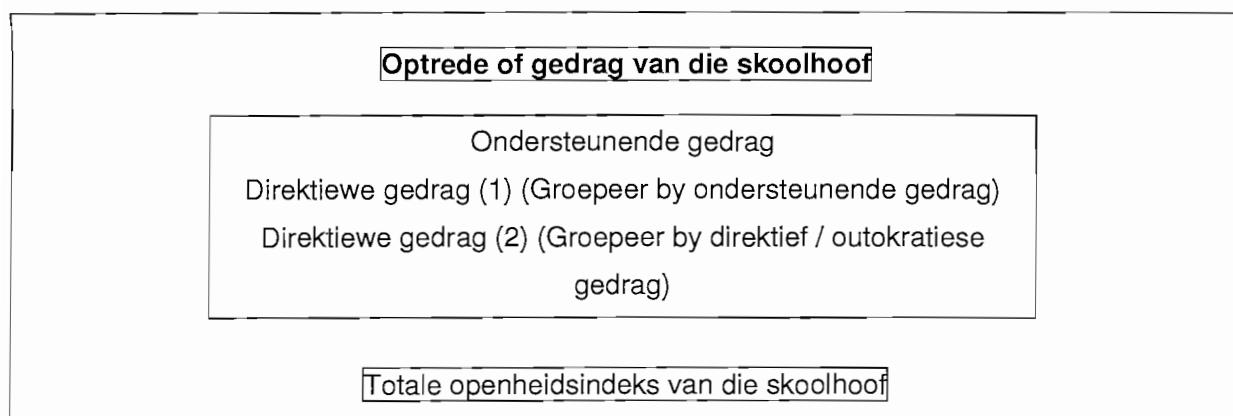 Optrede of gedrag van die skoolhoof
Ondersteunende gedrag
Direktiewe gedrag (1) (Groepeer by ondersteunende gedrag)
Direktiewe gedrag (2) (Groepeer by direktief / outokratiese
gedrag)
Totale openheidsindeks van die skoolhoof